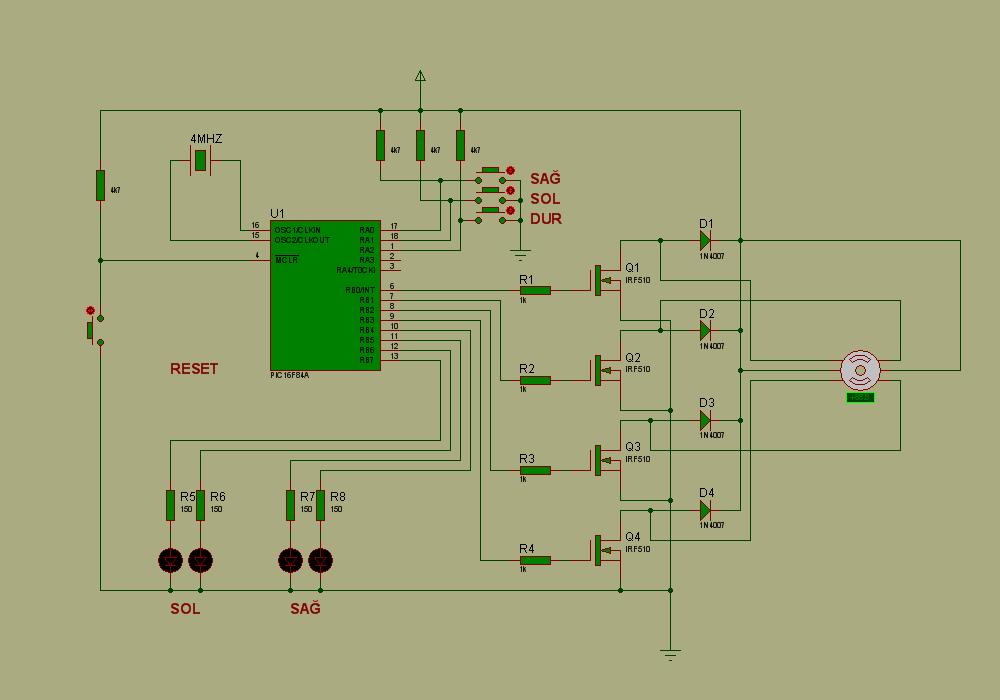 4MHZ
4k7
4k7
4k7
4k7
SAĞ
SOL
DUR
U1
16
15
4
OSC1/CLKIN
OSC2/CLKOUT
MCLR
RA0
RA1
RA2
RA3
RA4/T0CKI
RB0/INT
RB1
RB2
RB3
RB4
RB5
RB6
RB7
17
18
1
2
3
6
7
8
9
10
11
12
13
PIC16F84A
RESET
R1
1k
Q1
IRF510
D1
1N4007
R2
1k
Q2
IRF510
D2
1N4007
R3
1k
Q3
IRF510
D3
1N4007
R4
1k
Q4
IRF510
D4
1N4007
R5
150
R6
150
R7
150
R8
150
SOL
SAĞ